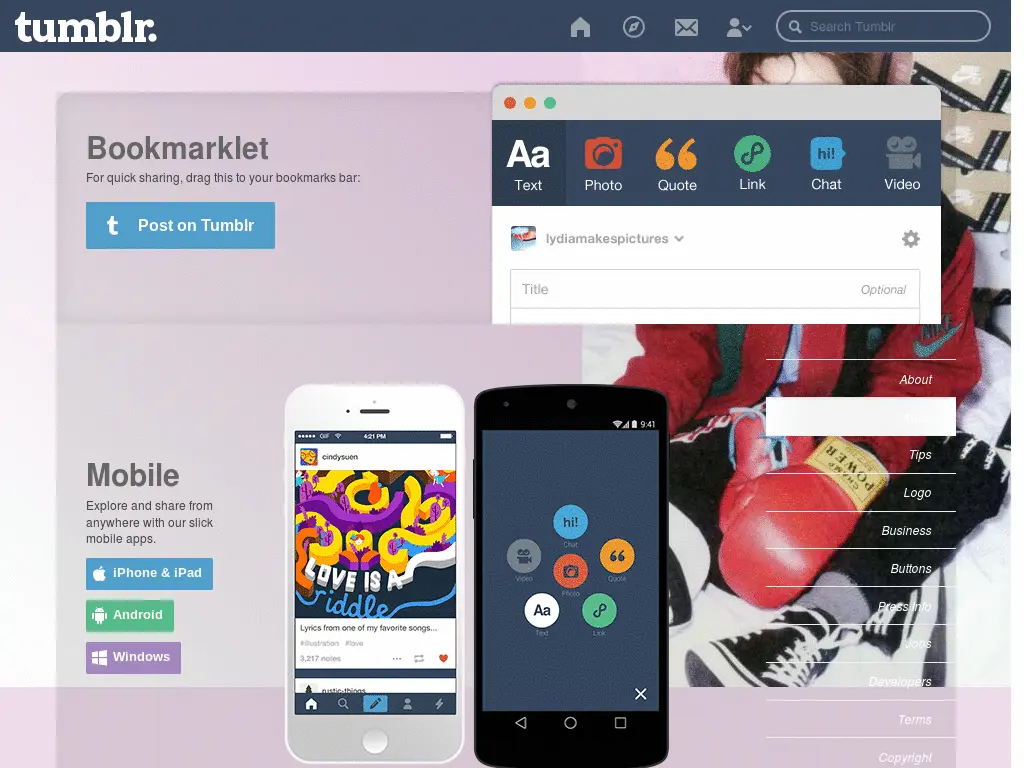 tumblr.
Search Tumblr
Bookmarklet
For quick sharing, drag this to your bookmarks bar:
t Post on Tumblr
Aa
Text
Photo
Quote
Link
hi!
Chat
Video
lydiamakespictures
Title
Optional
NIKE
About
Tips
Logo
Business
Buttons
Press info
Jobs
Developers
Terms
Copyright
CHAMP
POWER
Mobile
Explore and share from
anywhere with our slick
mobile apps.
iPhone & iPad
Android
Windows
GIF 4:21 PM
cindysuen
LOVE IS A
riddle
Lyrics from one of my favorite songs...
#illustration #love
3,217 notes
rustic-things
9:41
hi!
Chat
Video
Quote
Photo
Aa
Text
Link